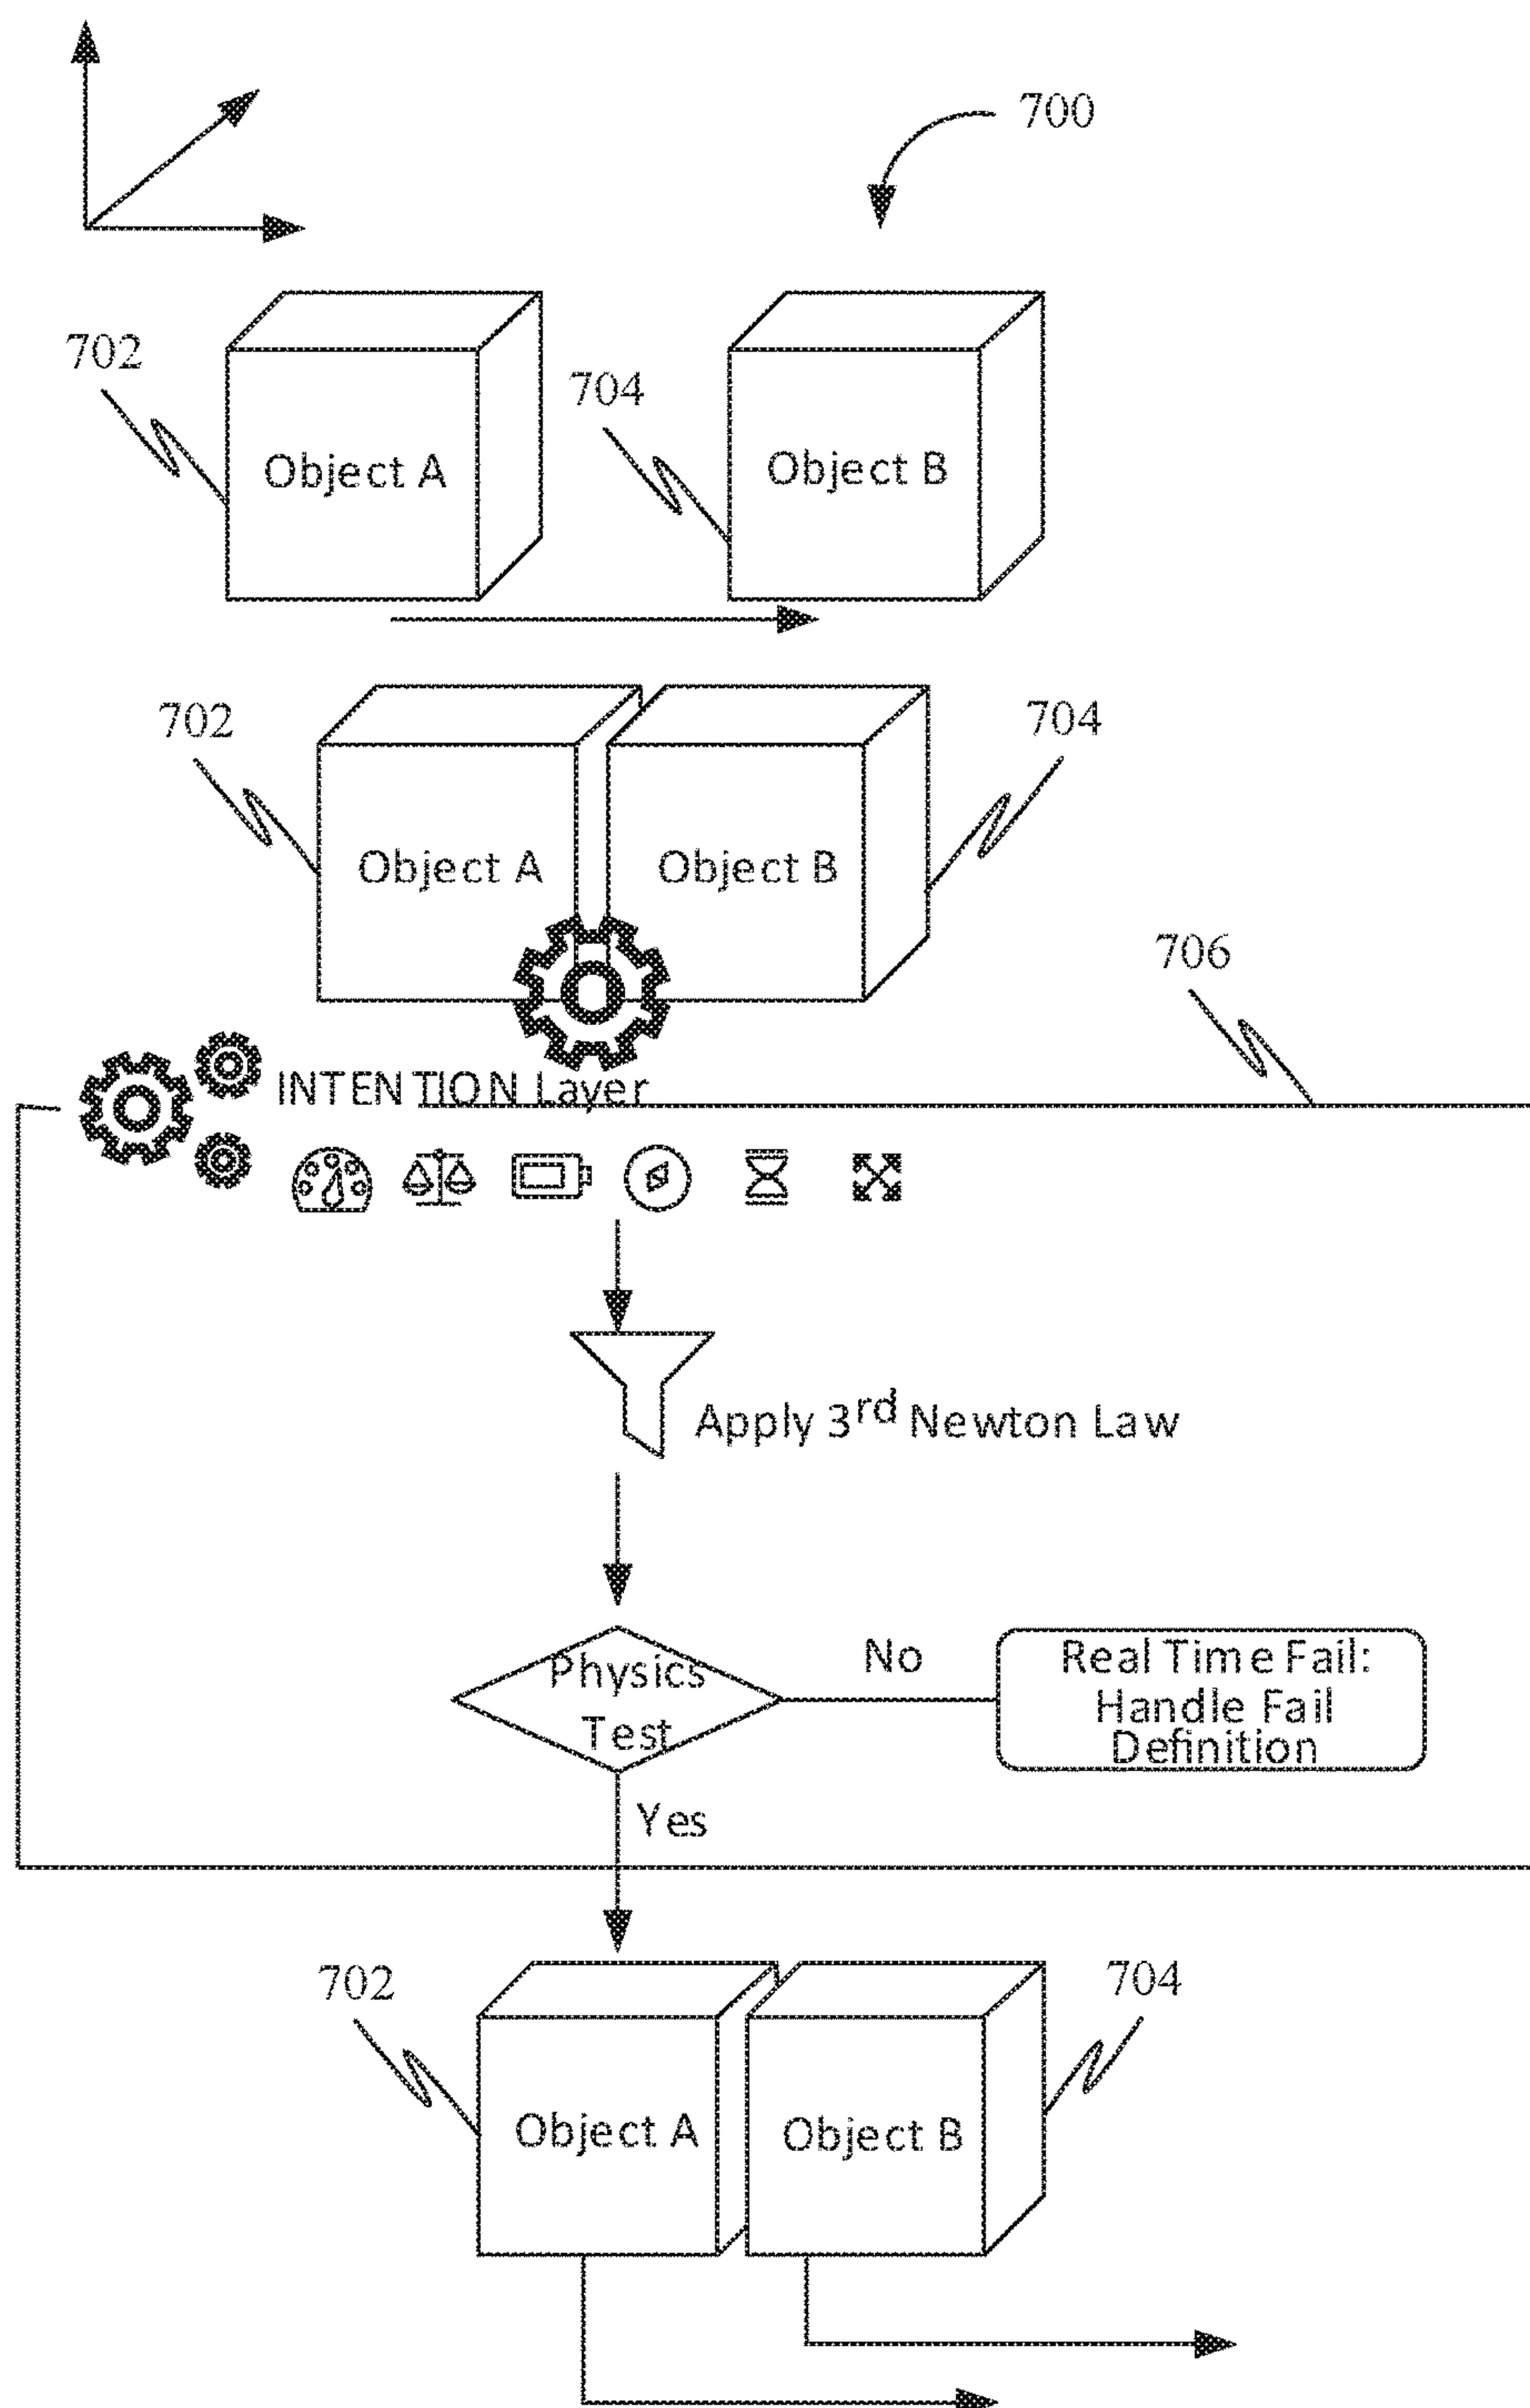 700
702
704
Object A
Object B
702
704
Object A
Object B
706
INTENTION Layer
Apply 3rd Newton Law
Physics
Test
No
Real Time Fail:
Handle Fail
Definition
Yes
702
704
Object A
Object B